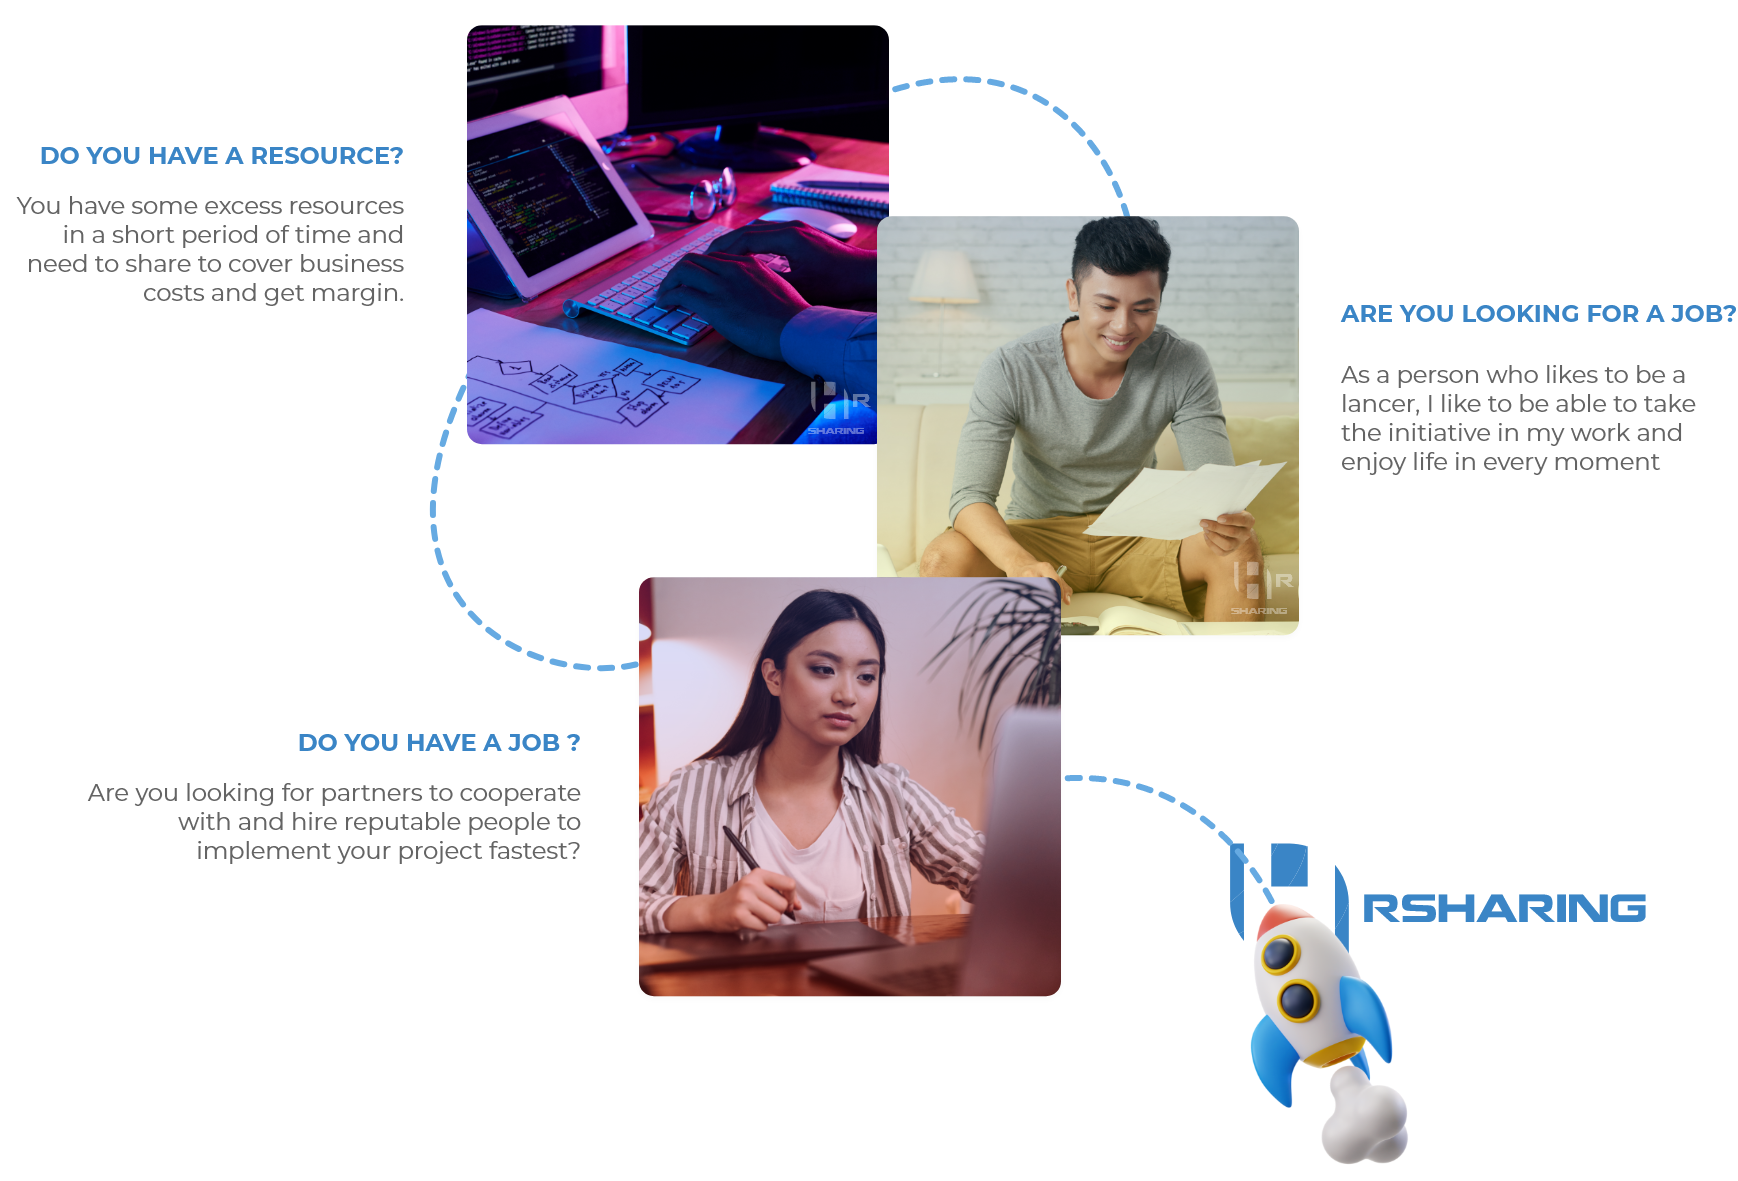 DO YOU HAVE A RESOURCE?
You have some excess resources
in a short period of time and
need to share to cover business
costs and get margin.
R
SHARING
ARE YOU LOOKING FOR A JOB?
As a person who likes to be a
lancer, I like to be able to take
the initiative in my work and
enjoy life in every moment
R
SHARING
DO YOU HAVE A JOB ?
Are you looking for partners to cooperate
with and hire reputable people to
implement your project fastest?
RSHARING